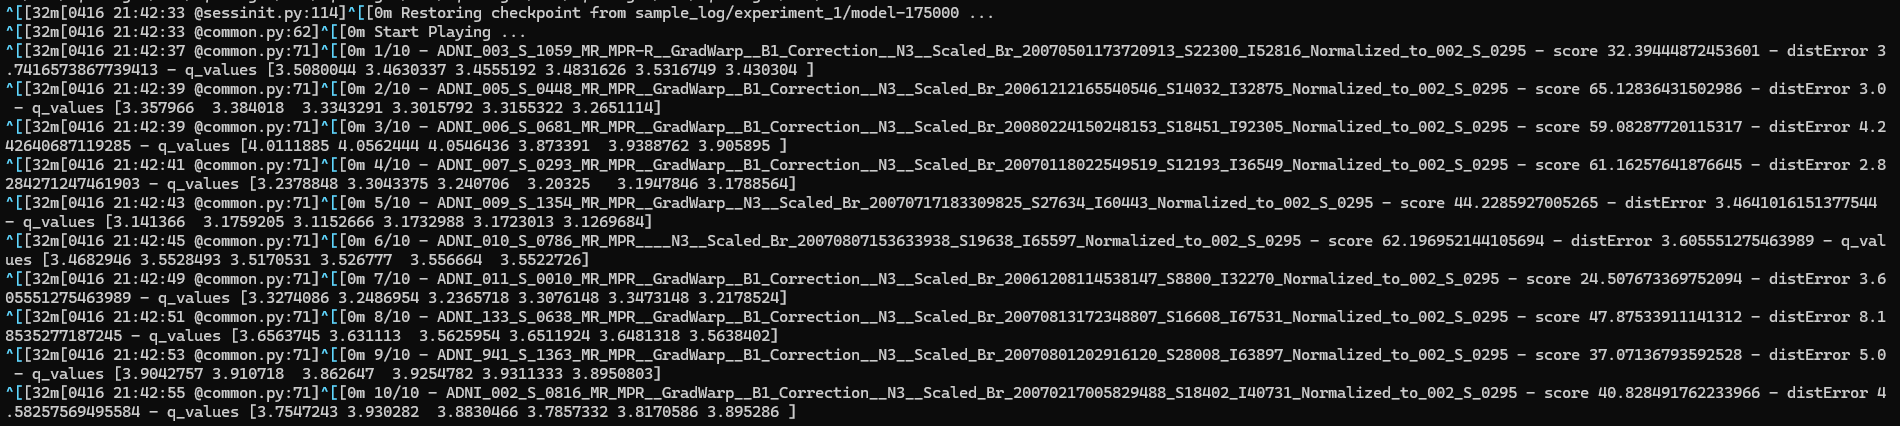 ^[[32m[0416 21:42:33 @sessinit.py:114]^[[0m Restoring checkpoint from sample_log/experiment_1/model-175000 ...
^[[32m[0416 21:42:33 @common.py:62]^[[0m Start Playing ...
^[[32m[0416 21:42:37 @common.py:71]^[[0m 1/10 - ADNI_003_S_1059_MR_MPR-R__GradWarp__B1_Correction__N3__Scaled_Br_20070501173720913_S22300_I52816_Normalized_to_002_S_0295 - score 32.39444872453601 - distError 3
.7416573867739413 - q_values [3.5080044 3.4630337 3.4555192 3.4831626 3.5316749 3.430304 ]
^[[32m[0416 21:42:39 @common.py:71]^[[0m 2/10 - ADNI_005_S_0448_MR_MPR__GradWarp__B1_Correction__N3__Scaled_Br_20061212165540546_S14032_I32875_Normalized_to_002_S_0295 - score 65.12836431502986 - distError 3.0
 - q_values [3.357966  3.384018  3.3343291 3.3015792 3.3155322 3.2651114]
^[[32m[0416 21:42:39 @common.py:71]^[[0m 3/10 - ADNI_006_S_0681_MR_MPR__GradWarp__B1_Correction__N3__Scaled_Br_20080224150248153_S18451_I92305_Normalized_to_002_S_0295 - score 59.08287720115317 - distError 4.2
42640687119285 - q_values [4.0111885 4.0562444 4.0546436 3.873391  3.9388762 3.905895 ]
^[[32m[0416 21:42:41 @common.py:71]^[[0m 4/10 - ADNI_007_S_0293_MR_MPR__GradWarp__B1_Correction__N3__Scaled_Br_20070118022549519_S12193_I36549_Normalized_to_002_S_0295 - score 61.16257641876645 - distError 2.8
284271247461903 - q_values [3.2378848 3.3043375 3.240706  3.20325   3.1947846 3.1788564]
^[[32m[0416 21:42:43 @common.py:71]^[[0m 5/10 - ADNI_009_S_1354_MR_MPR__GradWarp__N3__Scaled_Br_20070717183309825_S27634_I60443_Normalized_to_002_S_0295 - score 44.2285927005265 - distError 3.4641016151377544
- q_values [3.141366  3.1759205 3.1152666 3.1732988 3.1723013 3.1269684]
^[[32m[0416 21:42:45 @common.py:71]^[[0m 6/10 - ADNI_010_S_0786_MR_MPR____N3__Scaled_Br_20070807153633938_S19638_I65597_Normalized_to_002_S_0295 - score 62.196952144105694 - distError 3.605551275463989 - q_val
ues [3.4682946 3.5528493 3.5170531 3.526777  3.556664  3.5522726]
^[[32m[0416 21:42:49 @common.py:71]^[[0m 7/10 - ADNI_011_S_0010_MR_MPR__GradWarp__B1_Correction__N3__Scaled_Br_20061208114538147_S8800_I32270_Normalized_to_002_S_0295 - score 24.507673369752094 - distError 3.6
05551275463989 - q_values [3.3274086 3.2486954 3.2365718 3.3076148 3.3473148 3.2178524]
^[[32m[0416 21:42:51 @common.py:71]^[[0m 8/10 - ADNI_133_S_0638_MR_MPR__GradWarp__B1_Correction__N3__Scaled_Br_20070813172348807_S16608_I67531_Normalized_to_002_S_0295 - score 47.87533911141312 - distError 8.1
85352771872​45 - q_values [3.6563745 3.631113  3.5625954 3.6511924 3.6481318 3.5638402]
^[[32m[0416 21:42:53 @common.py:71]^[[0m 9/10 - ADNI_941_S_1363_MR_MPR__GradWarp__B1_Correction__N3__Scaled_Br_20070801202916120_S28008_I63897_Normalized_to_002_S_0295 - score 37.07136793592528 - distError 5.0
 - q_values [3.9042757 3.910718  3.862647  3.9254782 3.9311333 3.8950803]
^[[32m[0416 21:42:55 @common.py:71]^[[0m 10/10 - ADNI_002_S_0816_MR_MPR__GradWarp__B1_Correction__N3__Scaled_Br_20070217005829488_S18402_I40731_Normalized_to_002_S_0295 - score 40.828491762233966 - distError 4
.58257569495584 - q_values [3.7547243 3.930282  3.8830466 3.7857332 3.8170586 3.895286 ]